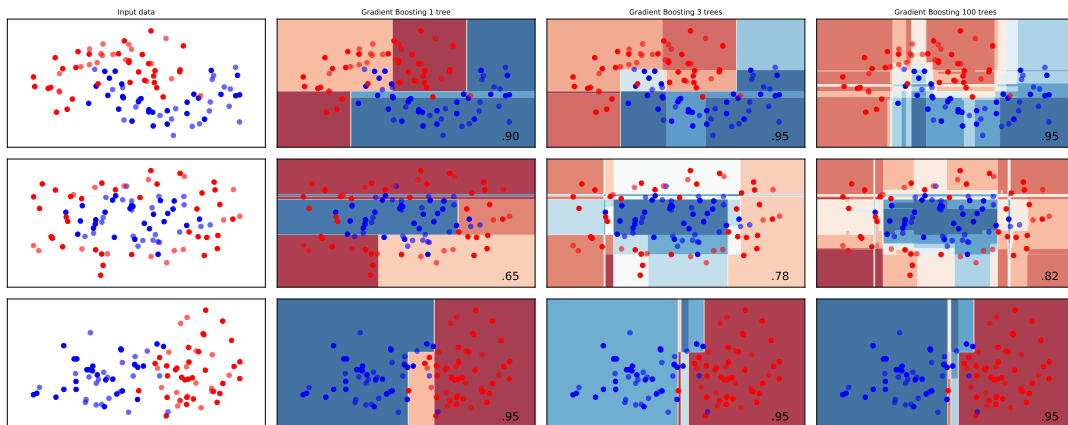 Input data
Gradient Boosting 1 tree
Gradient Boosting 3 trees
Gradient Boosting 100 trees
.90
.95
.95
.65
.78
.82
.95
.95
.95